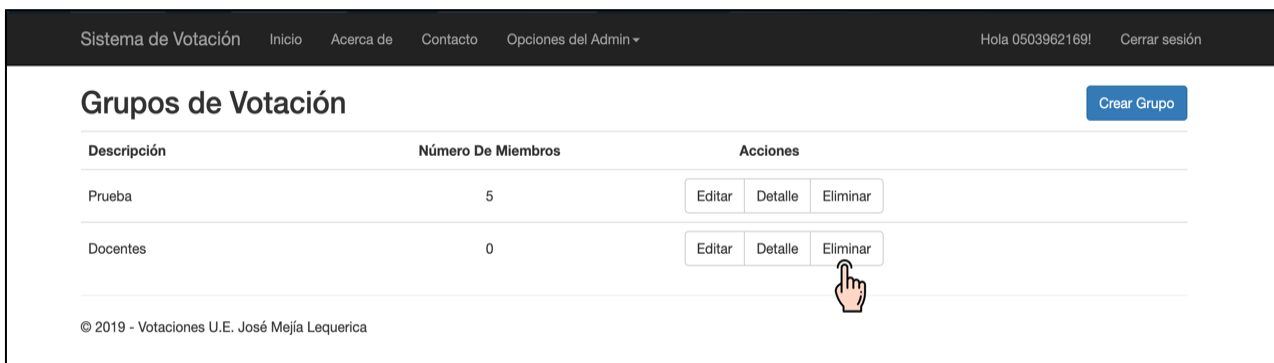 Sistema de Votación Inicio Acerca de Contacto Opciones del Admin Hola 0503962169! Cerrar sesión
Grupos de Votación Crear Grupo
Descripción Número De Miembros Acciones
Prueba 5 Editar Detalle Eliminar
Docentes 0 Editar Detalle Eliminar
© 2019 - Votaciones U.E. José Mejía Lequerica